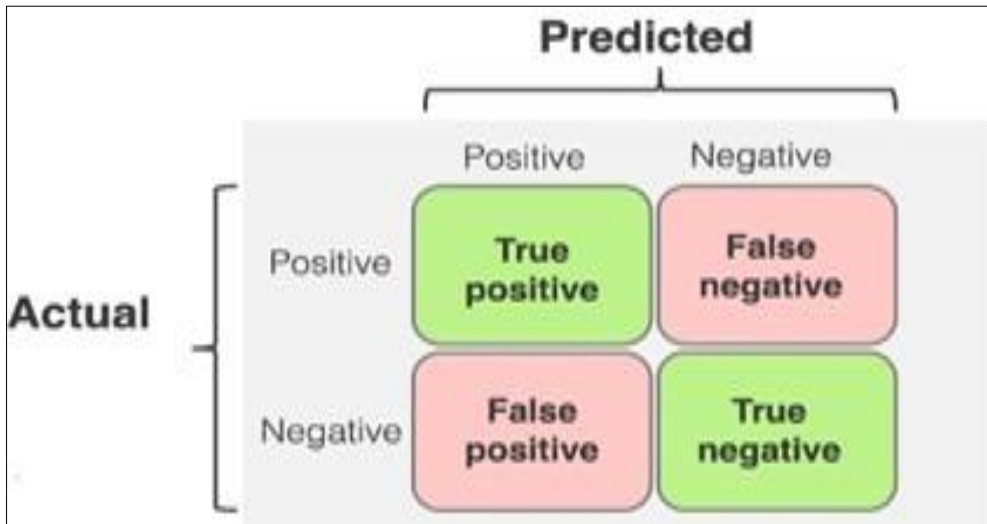 Predicted
Positive Negative
Positive
True
positive
False
negative
Actual
Negative
False
positive
True
negative